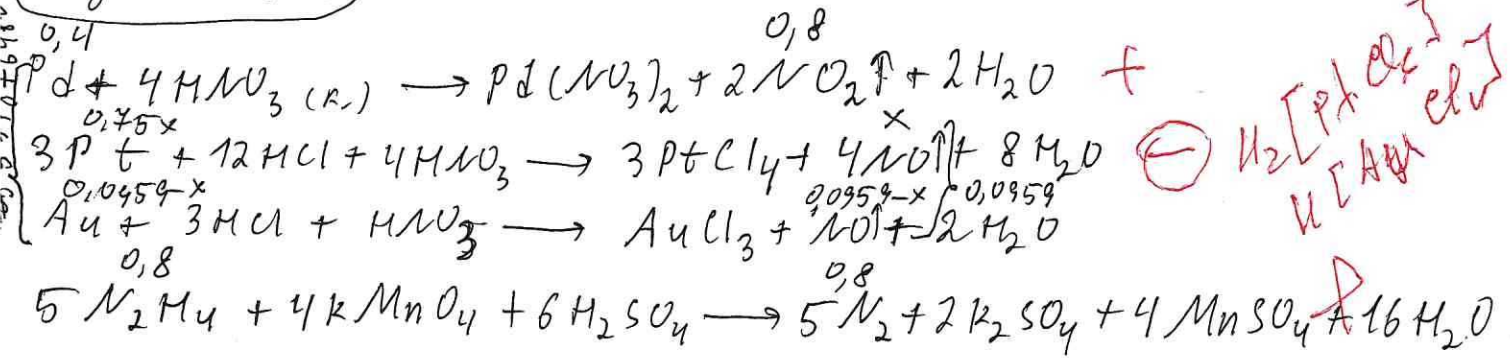 0,4 0,8
Pd + 4HNO₃ (к.) → Pd(NO₃)₂ + 2NO₂↑ + 2H₂O +
0,75x x
3Pt + 12HCl + 4HNO₃ → 3PtCl₄ + 4NO↑ + 8H₂O ⊖ H₂[PtCl₆]
0,0959-x 0,0959-x 0,0959
Au + 3HCl + HNO₃ → AuCl₃ + NO↑ + 2H₂O
0,8 0,8
5N₂H₄ + 4KMnO₄ + 6H₂SO₄ → 5N₂ + 2K₂SO₄ + 4MnSO₄ + 16H₂O